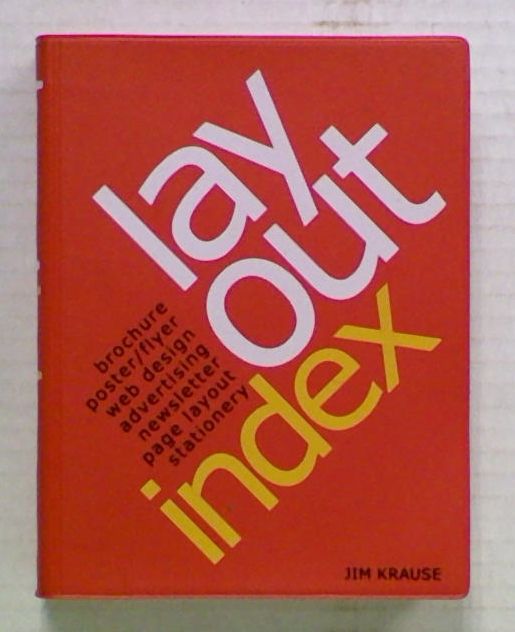 lay
out
index
brochure
poster/flyer
web design
advertising
newsletter
page layout
stationery
JIM KRAUSE